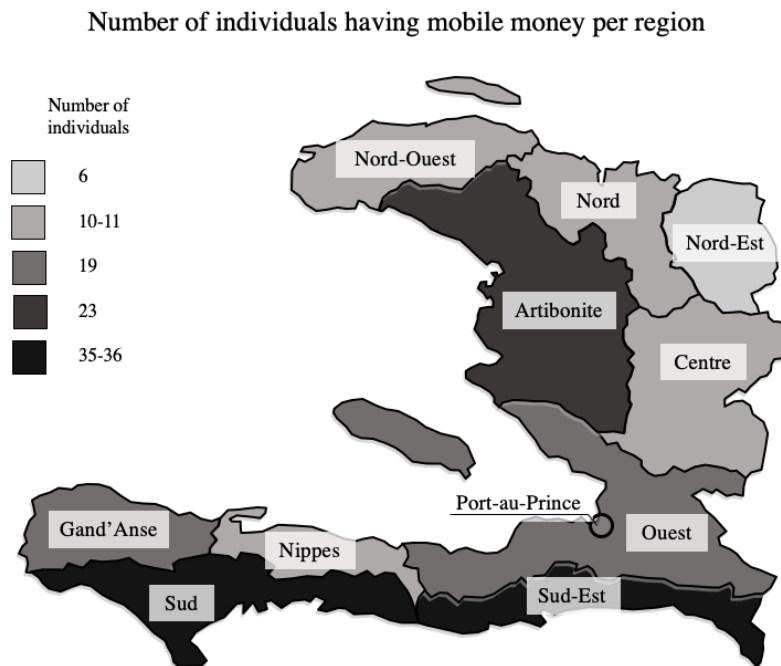 Number of individuals having mobile money per region
Number of
individuals
6
10-11
19
23
35-36
Nord-Ouest
Nord
Nord-Est
Artibonite
Centre
Port-au-Prince
Gand'Anse
Nippes
Ouest
Sud
Sud-Est